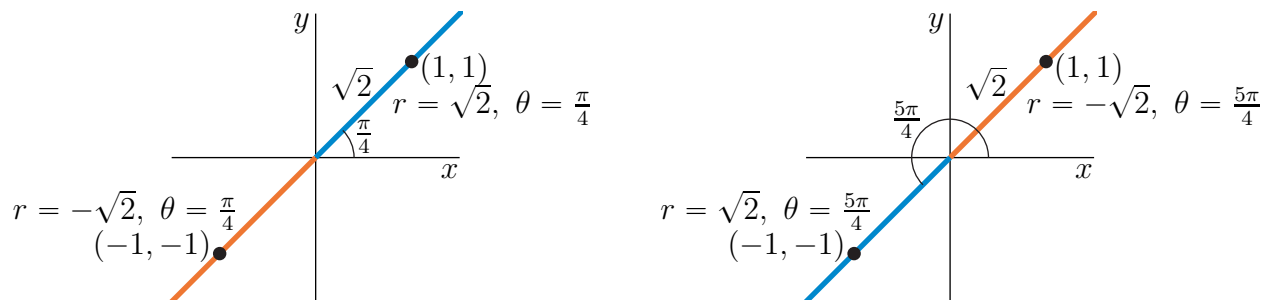 y
(1, 1)
√2
r = √2, θ = π/4
π/4
x
r = −√2, θ = π/4
(−1, −1)
y
(1, 1)
√2
r = −√2, θ = 5π/4
5π/4
x
r = √2, θ = 5π/4
(−1, −1)